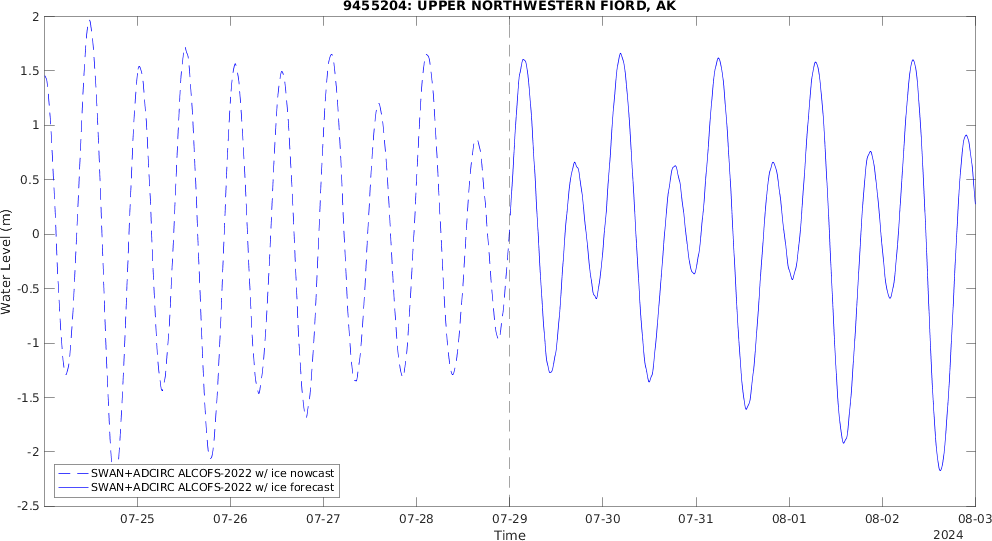 9455204: UPPER NORTHWESTERN FIORD, AK
Water Level (m)
2
1.5
1
0.5
0
-0.5
-1
-1.5
-2
-2.5
SWAN+ADCIRC ALCOFS-2022 w/ ice nowcast
SWAN+ADCIRC ALCOFS-2022 w/ ice forecast
07-25 07-26 07-27 07-28 07-29 07-30 07-31 08-01 08-02 08-03
Time
2024